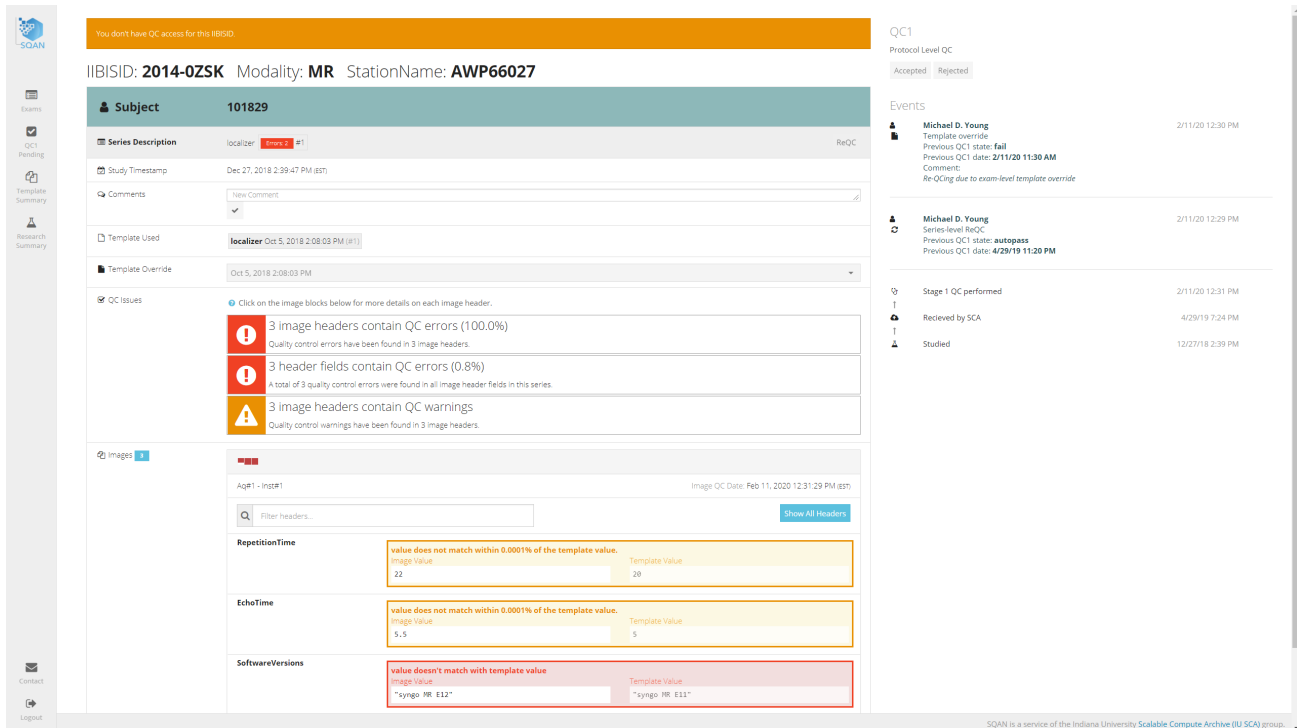 SQAN
Exams
QC1
Pending
Template
Summary
Research
Summary
Contact
Logout
You don't have QC access for this IIBISID.
IIBISID: 2014-0ZSK Modality: MR StationName: AWP66027
Subject 101829
Series Description localizer Errors: 2 #1 ReQC
Study Timestamp Dec 27, 2018 2:39:47 PM (EST)
Comments New Comment
Template Used localizer Oct 5, 2018 2:08:03 PM (#1)
Template Override Oct 5, 2018 2:08:03 PM
QC Issues Click on the image blocks below for more details on each image header.
3 image headers contain QC errors (100.0%)
Quality control errors have been found in 3 image headers.
3 header fields contain QC errors (0.8%)
A total of 3 quality control errors were found in all image header fields in this series.
3 image headers contain QC warnings
Quality control warnings have been found in 3 image headers.
Images 3
Aq#1 - Inst#1 Image QC Date: Feb 11, 2020 12:31:29 PM (EST)
Filter headers... Show All Headers
RepetitionTime
value does not match within 0.0001% of the template value.
Image Value Template Value
22 20
EchoTime
value does not match within 0.0001% of the template value.
Image Value Template Value
5.5 5
SoftwareVersions
value doesn't match with template value
Image Value Template Value
"syngo MR E12" "syngo MR E11"
QC1
Protocol Level QC
Accepted Rejected
Events
Michael D. Young 2/11/20 12:30 PM
Template override
Previous QC1 state: fail
Previous QC1 date: 2/11/20 11:30 AM
Comment:
Re-QCing due to exam-level template override
Michael D. Young 2/11/20 12:29 PM
Series-level ReQC
Previous QC1 state: autopass
Previous QC1 date: 4/29/19 11:20 PM
Stage 1 QC performed 2/11/20 12:31 PM
Recieved by SCA 4/29/19 7:24 PM
Studied 12/27/18 2:39 PM
SQAN is a service of the Indiana University Scalable Compute Archive (IU SCA) group.